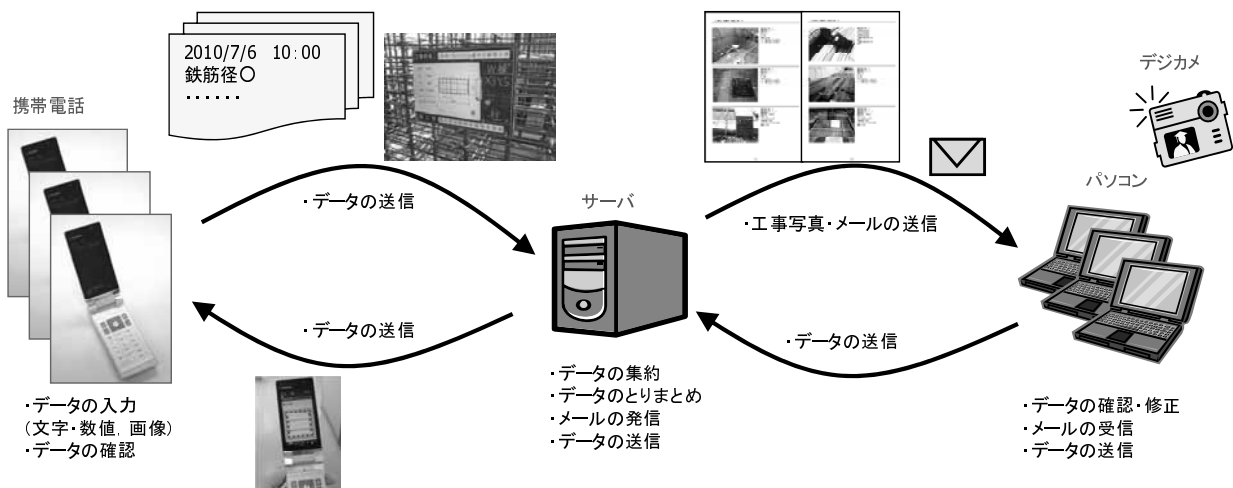 2010/7/6 10:00
鉄筋径〇
・・・・・・
携帯電話
デジカメ
パソコン
サーバ
・データの送信
・工事写真・メールの送信
・データの送信
・データの送信
・データの入力
(文字・数値, 画像)
・データの確認
・データの集約
・データのとりまとめ
・メールの発信
・データの送信
・データの確認・修正
・メールの受信
・データの送信